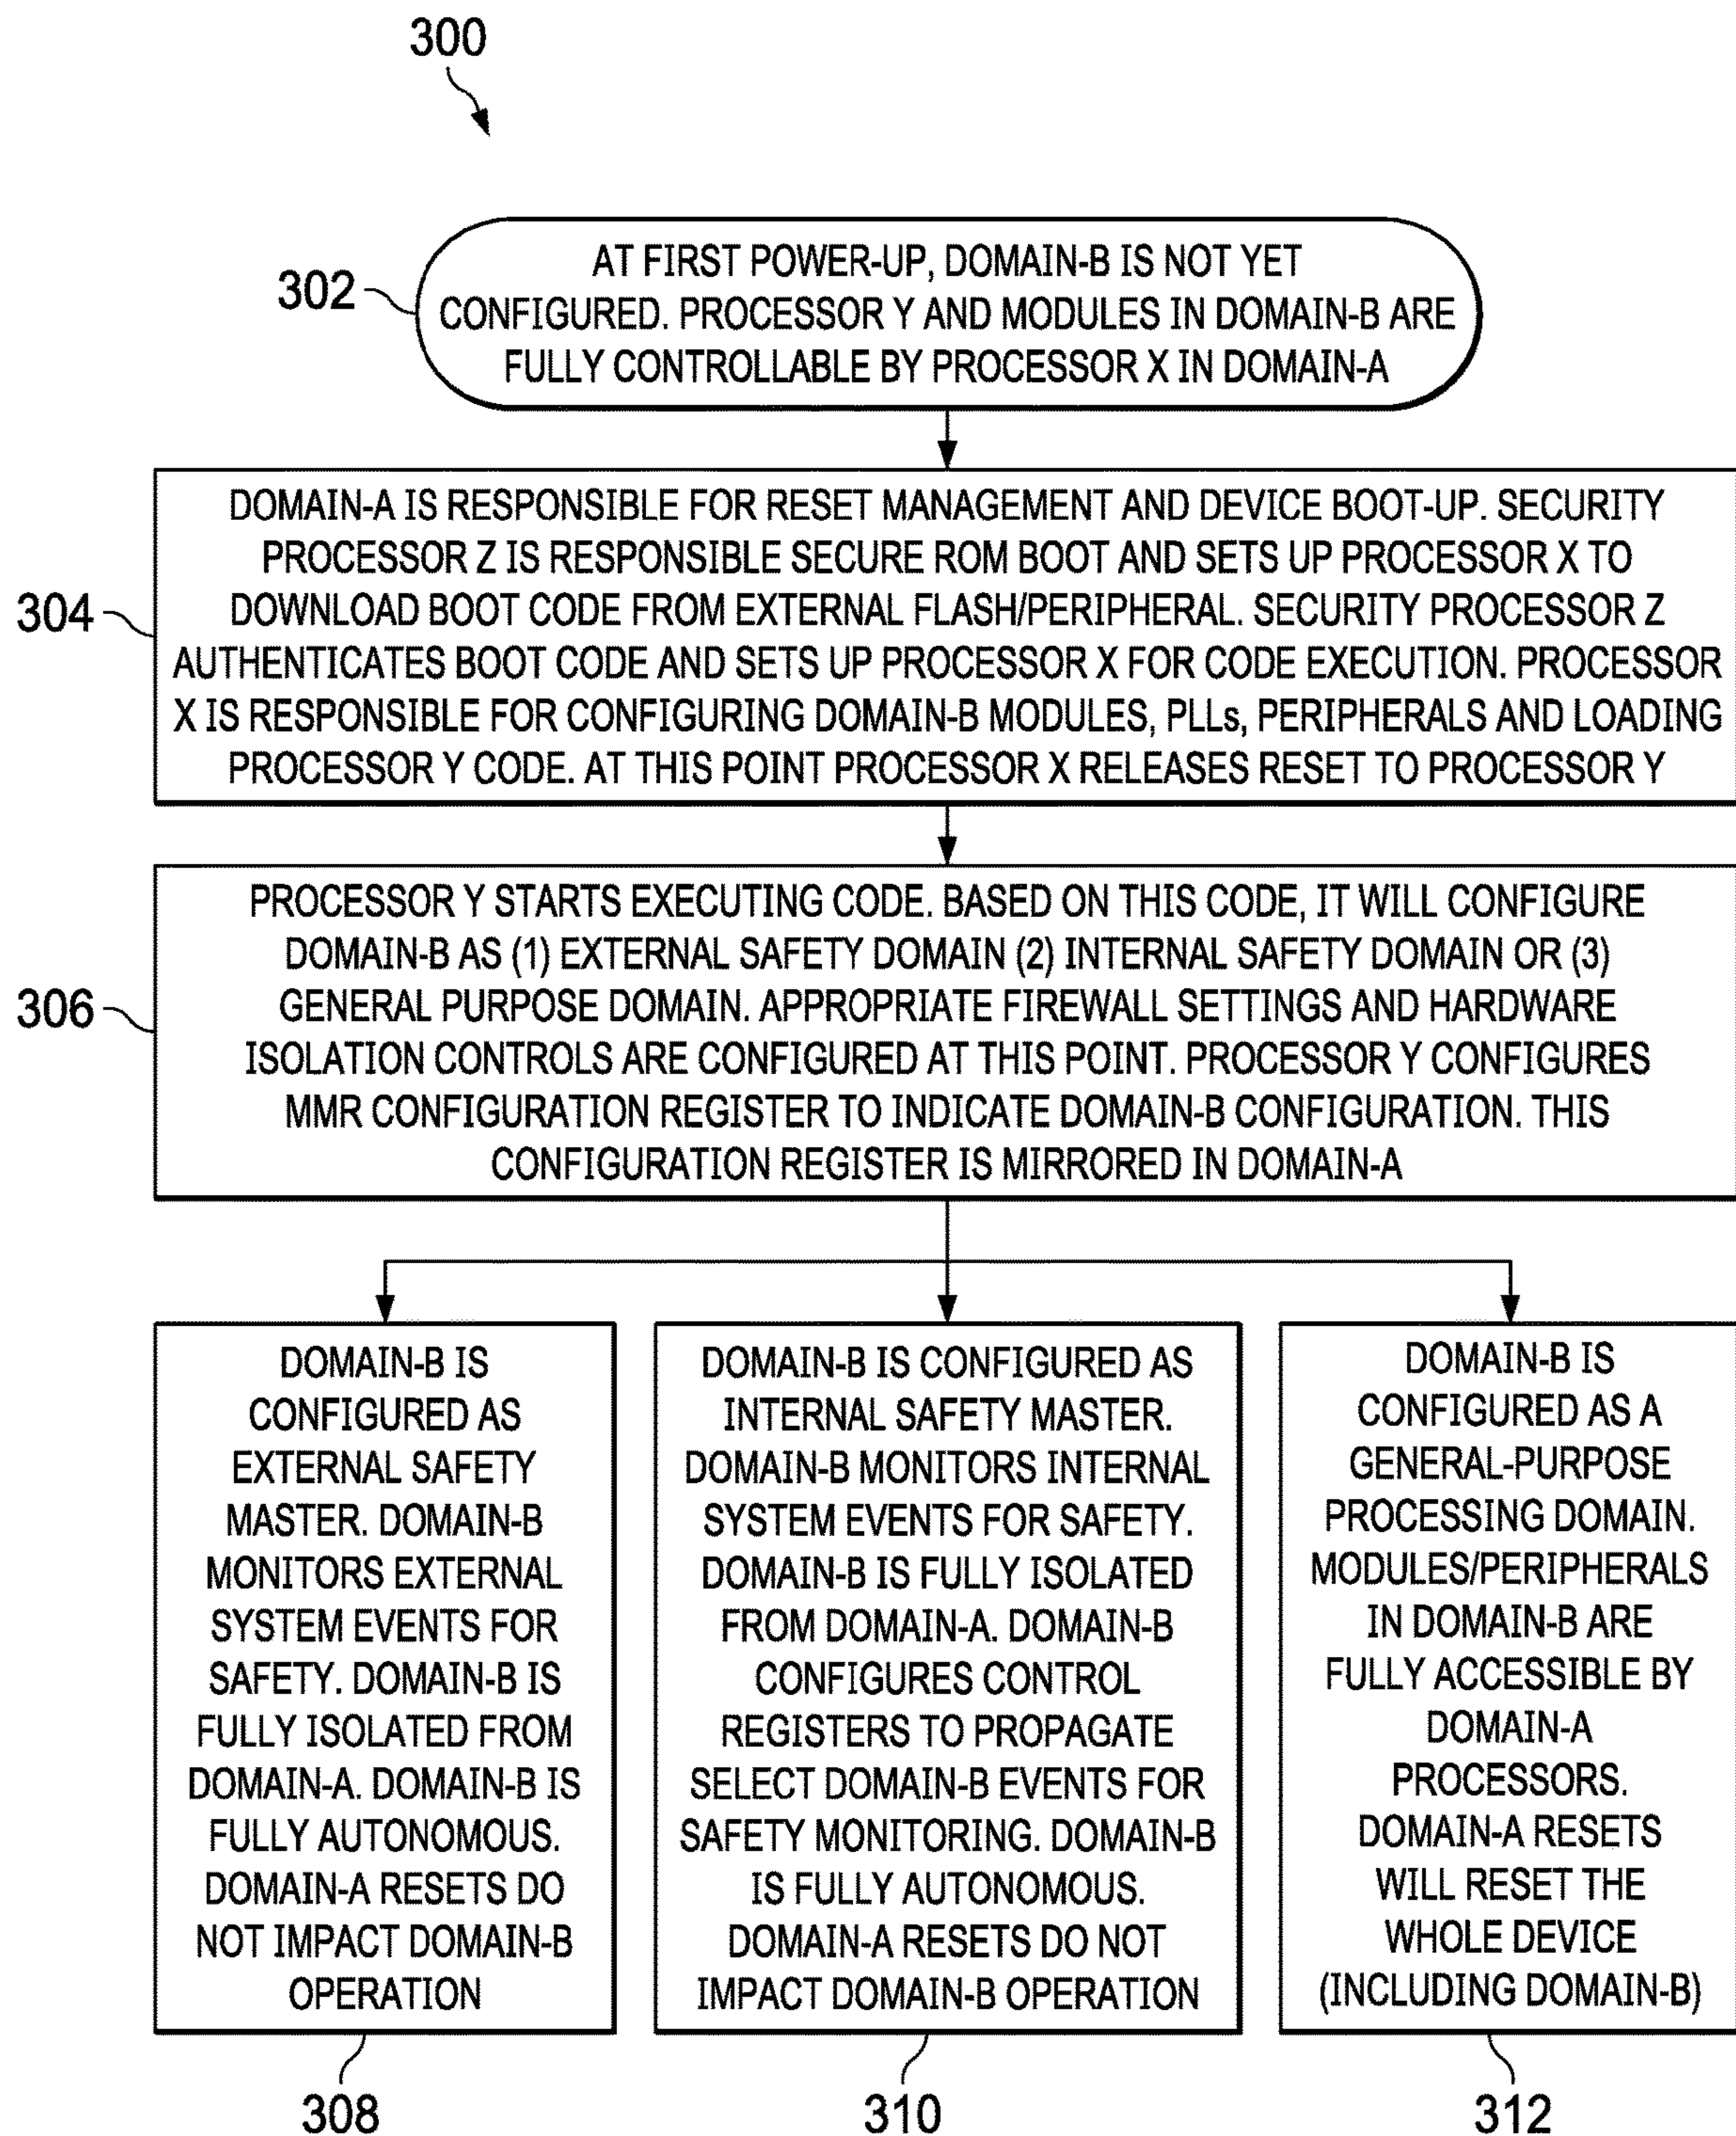 300
302
AT FIRST POWER-UP, DOMAIN-B IS NOT YET
CONFIGURED. PROCESSOR Y AND MODULES IN DOMAIN-B ARE
FULLY CONTROLLABLE BY PROCESSOR X IN DOMAIN-A
304
DOMAIN-A IS RESPONSIBLE FOR RESET MANAGEMENT AND DEVICE BOOT-UP. SECURITY
PROCESSOR Z IS RESPONSIBLE SECURE ROM BOOT AND SETS UP PROCESSOR X TO
DOWNLOAD BOOT CODE FROM EXTERNAL FLASH/PERIPHERAL. SECURITY PROCESSOR Z
AUTHENTICATES BOOT CODE AND SETS UP PROCESSOR X FOR CODE EXECUTION. PROCESSOR
X IS RESPONSIBLE FOR CONFIGURING DOMAIN-B MODULES, PLLs, PERIPHERALS AND LOADING
PROCESSOR Y CODE. AT THIS POINT PROCESSOR X RELEASES RESET TO PROCESSOR Y
306
PROCESSOR Y STARTS EXECUTING CODE. BASED ON THIS CODE, IT WILL CONFIGURE
DOMAIN-B AS (1) EXTERNAL SAFETY DOMAIN (2) INTERNAL SAFETY DOMAIN OR (3)
GENERAL PURPOSE DOMAIN. APPROPRIATE FIREWALL SETTINGS AND HARDWARE
ISOLATION CONTROLS ARE CONFIGURED AT THIS POINT. PROCESSOR Y CONFIGURES
MMR CONFIGURATION REGISTER TO INDICATE DOMAIN-B CONFIGURATION. THIS
CONFIGURATION REGISTER IS MIRRORED IN DOMAIN-A
DOMAIN-B IS
CONFIGURED AS
EXTERNAL SAFETY
MASTER. DOMAIN-B
MONITORS EXTERNAL
SYSTEM EVENTS FOR
SAFETY. DOMAIN-B IS
FULLY ISOLATED FROM
DOMAIN-A. DOMAIN-B IS
FULLY AUTONOMOUS.
DOMAIN-A RESETS DO
NOT IMPACT DOMAIN-B
OPERATION
308
DOMAIN-B IS CONFIGURED AS
INTERNAL SAFETY MASTER.
DOMAIN-B MONITORS INTERNAL
SYSTEM EVENTS FOR SAFETY.
DOMAIN-B IS FULLY ISOLATED
FROM DOMAIN-A. DOMAIN-B
CONFIGURES CONTROL
REGISTERS TO PROPAGATE
SELECT DOMAIN-B EVENTS FOR
SAFETY MONITORING. DOMAIN-B
IS FULLY AUTONOMOUS.
DOMAIN-A RESETS DO NOT
IMPACT DOMAIN-B OPERATION
310
DOMAIN-B IS
CONFIGURED AS A
GENERAL-PURPOSE
PROCESSING DOMAIN.
MODULES/PERIPHERALS
IN DOMAIN-B ARE
FULLY ACCESSIBLE BY
DOMAIN-A
PROCESSORS.
DOMAIN-A RESETS
WILL RESET THE
WHOLE DEVICE
(INCLUDING DOMAIN-B)
312